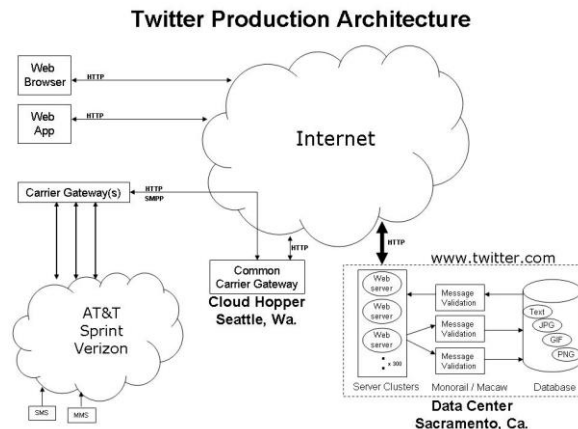 Twitter Production Architecture
Web
Browser
HTTP
Web
App
HTTP
Internet
Carrier Gateway(s)
HTTP
SMPP
HTTP
HTTP
Common
Carrier Gateway
Cloud Hopper
Seattle, Wa.
AT&T
Sprint
Verizon
SMS
MMS
www.twitter.com
Web
server
Web
server
Web
server
x 300
Message
Validation
Message
Validation
Message
Validation
Text
JPG
GIF
PNG
Server Clusters
Monorail / Macaw
Database
Data Center
Sacramento, Ca.